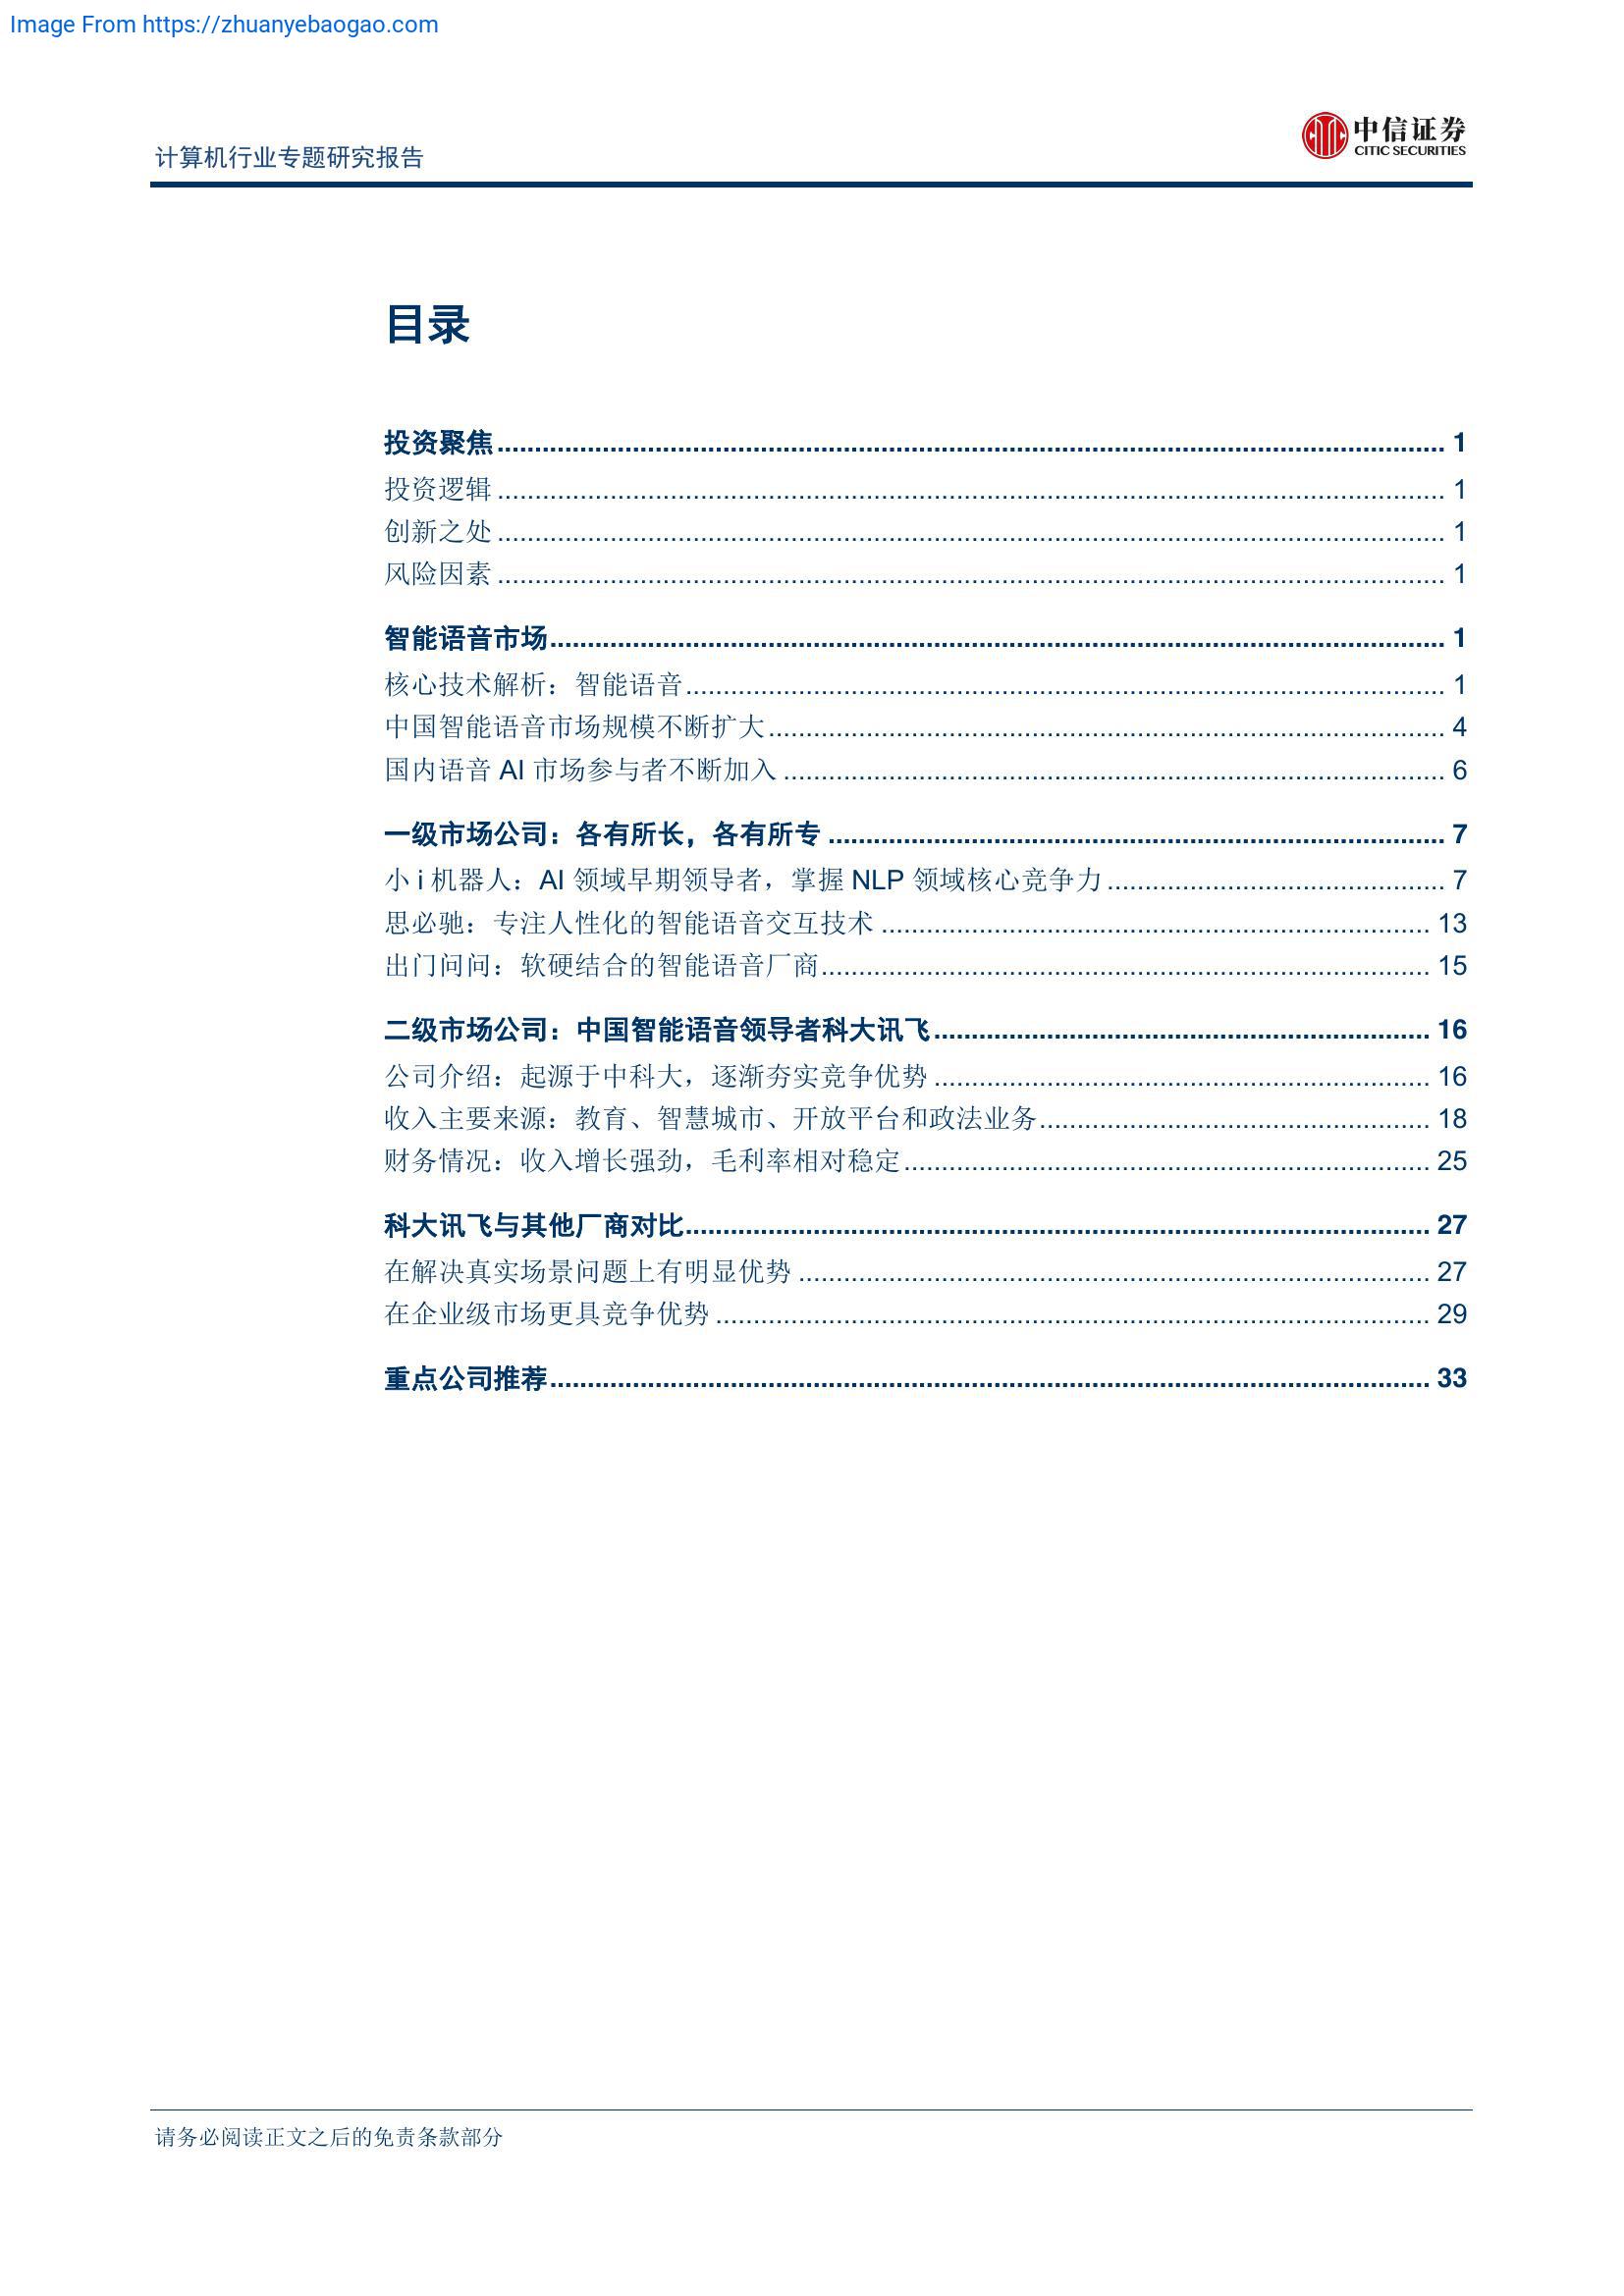 Image From https://zhuanyebaogao.com
中信证券
CITIC SECURITIES
计算机行业专题研究报告
目录
投资聚焦 1
投资逻辑 1
创新之处 1
风险因素 1
智能语音市场 1
核心技术解析：智能语音 1
中国智能语音市场规模不断扩大 4
国内语音 AI 市场参与者不断加入 6
一级市场公司：各有所长，各有所专 7
小 i 机器人：AI 领域早期领导者，掌握 NLP 领域核心竞争力 7
思必驰：专注人性化的智能语音交互技术 13
出门问问：软硬结合的智能语音厂商 15
二级市场公司：中国智能语音领导者科大讯飞 16
公司介绍：起源于中科大，逐渐夯实竞争优势 16
收入主要来源：教育、智慧城市、开放平台和政法业务 18
财务情况：收入增长强劲，毛利率相对稳定 25
科大讯飞与其他厂商对比 27
在解决真实场景问题上有明显优势 27
在企业级市场更具竞争优势 29
重点公司推荐 33
请务必阅读正文之后的免责条款部分